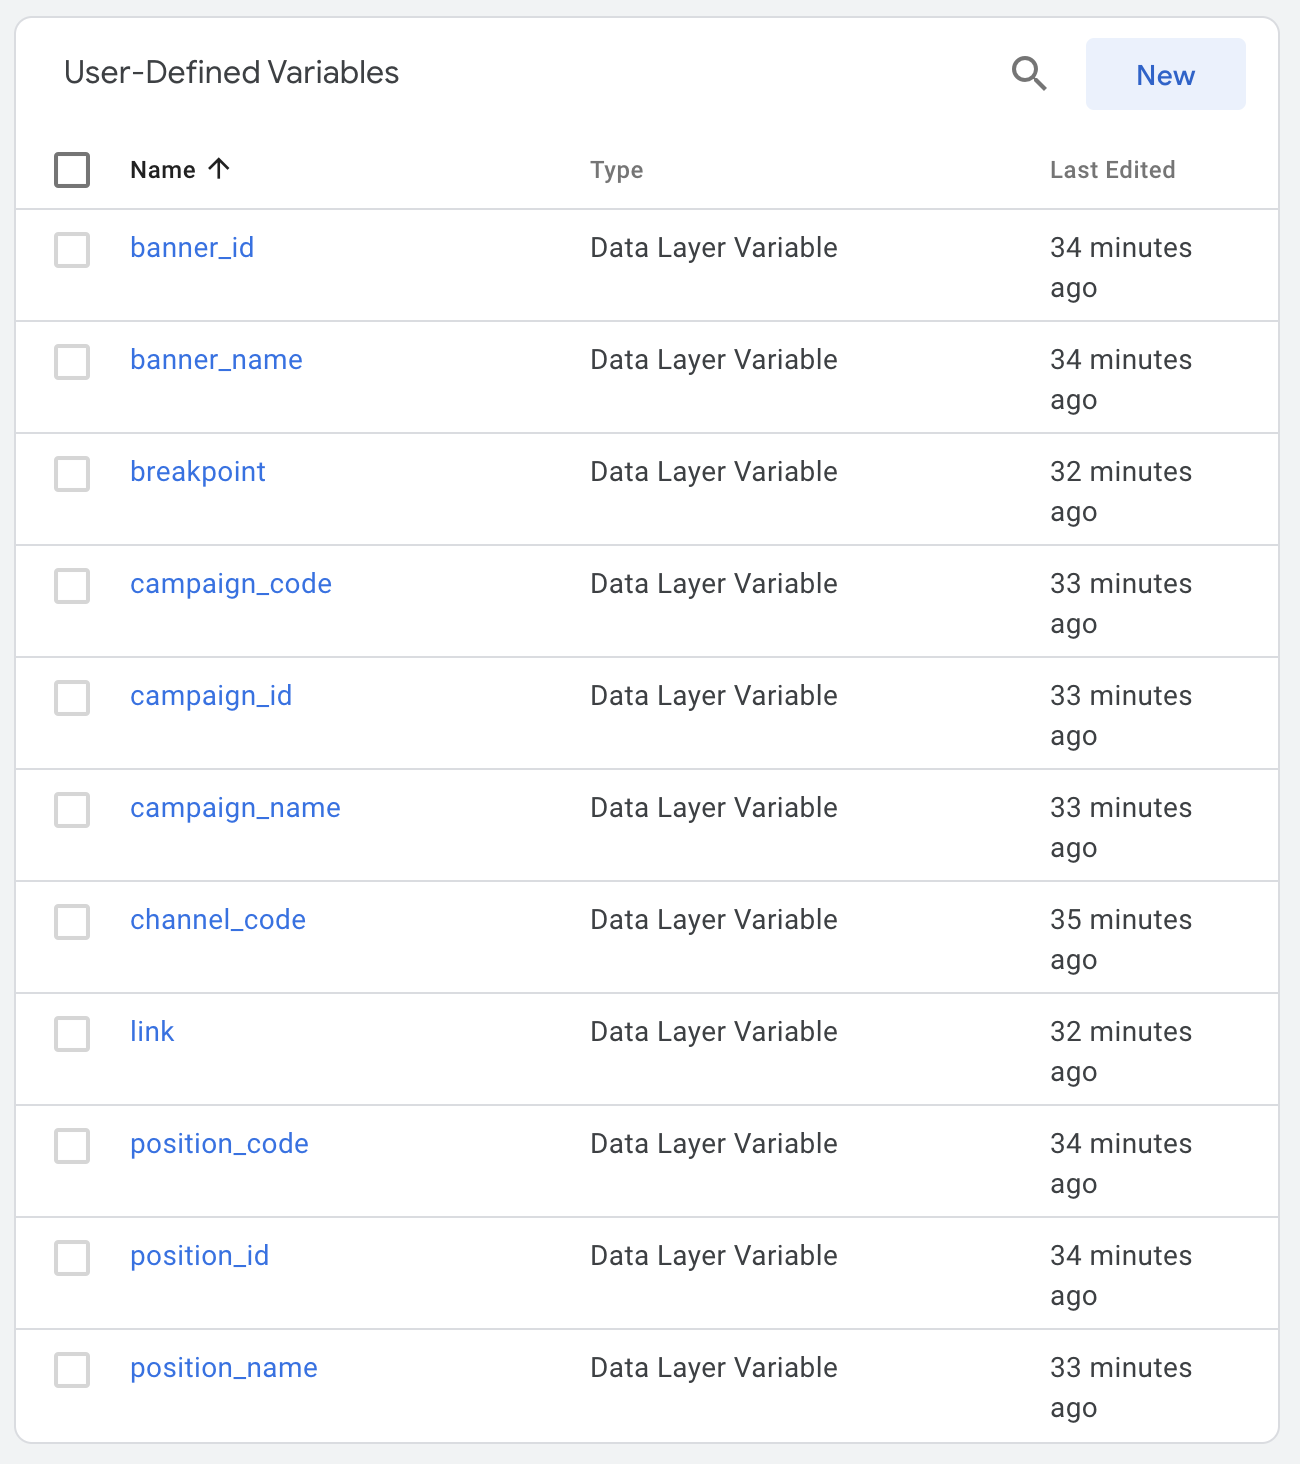 User-Defined Variables
New
Name Type Last Edited
banner_id Data Layer Variable 34 minutes
ago
banner_name Data Layer Variable 34 minutes
ago
breakpoint Data Layer Variable 32 minutes
ago
campaign_code Data Layer Variable 33 minutes
ago
campaign_id Data Layer Variable 33 minutes
ago
campaign_name Data Layer Variable 33 minutes
ago
channel_code Data Layer Variable 35 minutes
ago
link Data Layer Variable 32 minutes
ago
position_code Data Layer Variable 34 minutes
ago
position_id Data Layer Variable 34 minutes
ago
position_name Data Layer Variable 33 minutes
ago